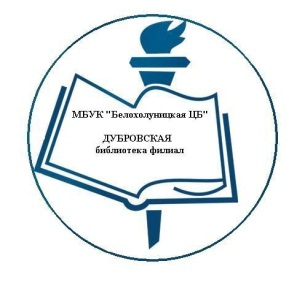 МБУК "Белохолуницкая ЦБ"
ДУБРОВСКАЯ
библиотека филиал